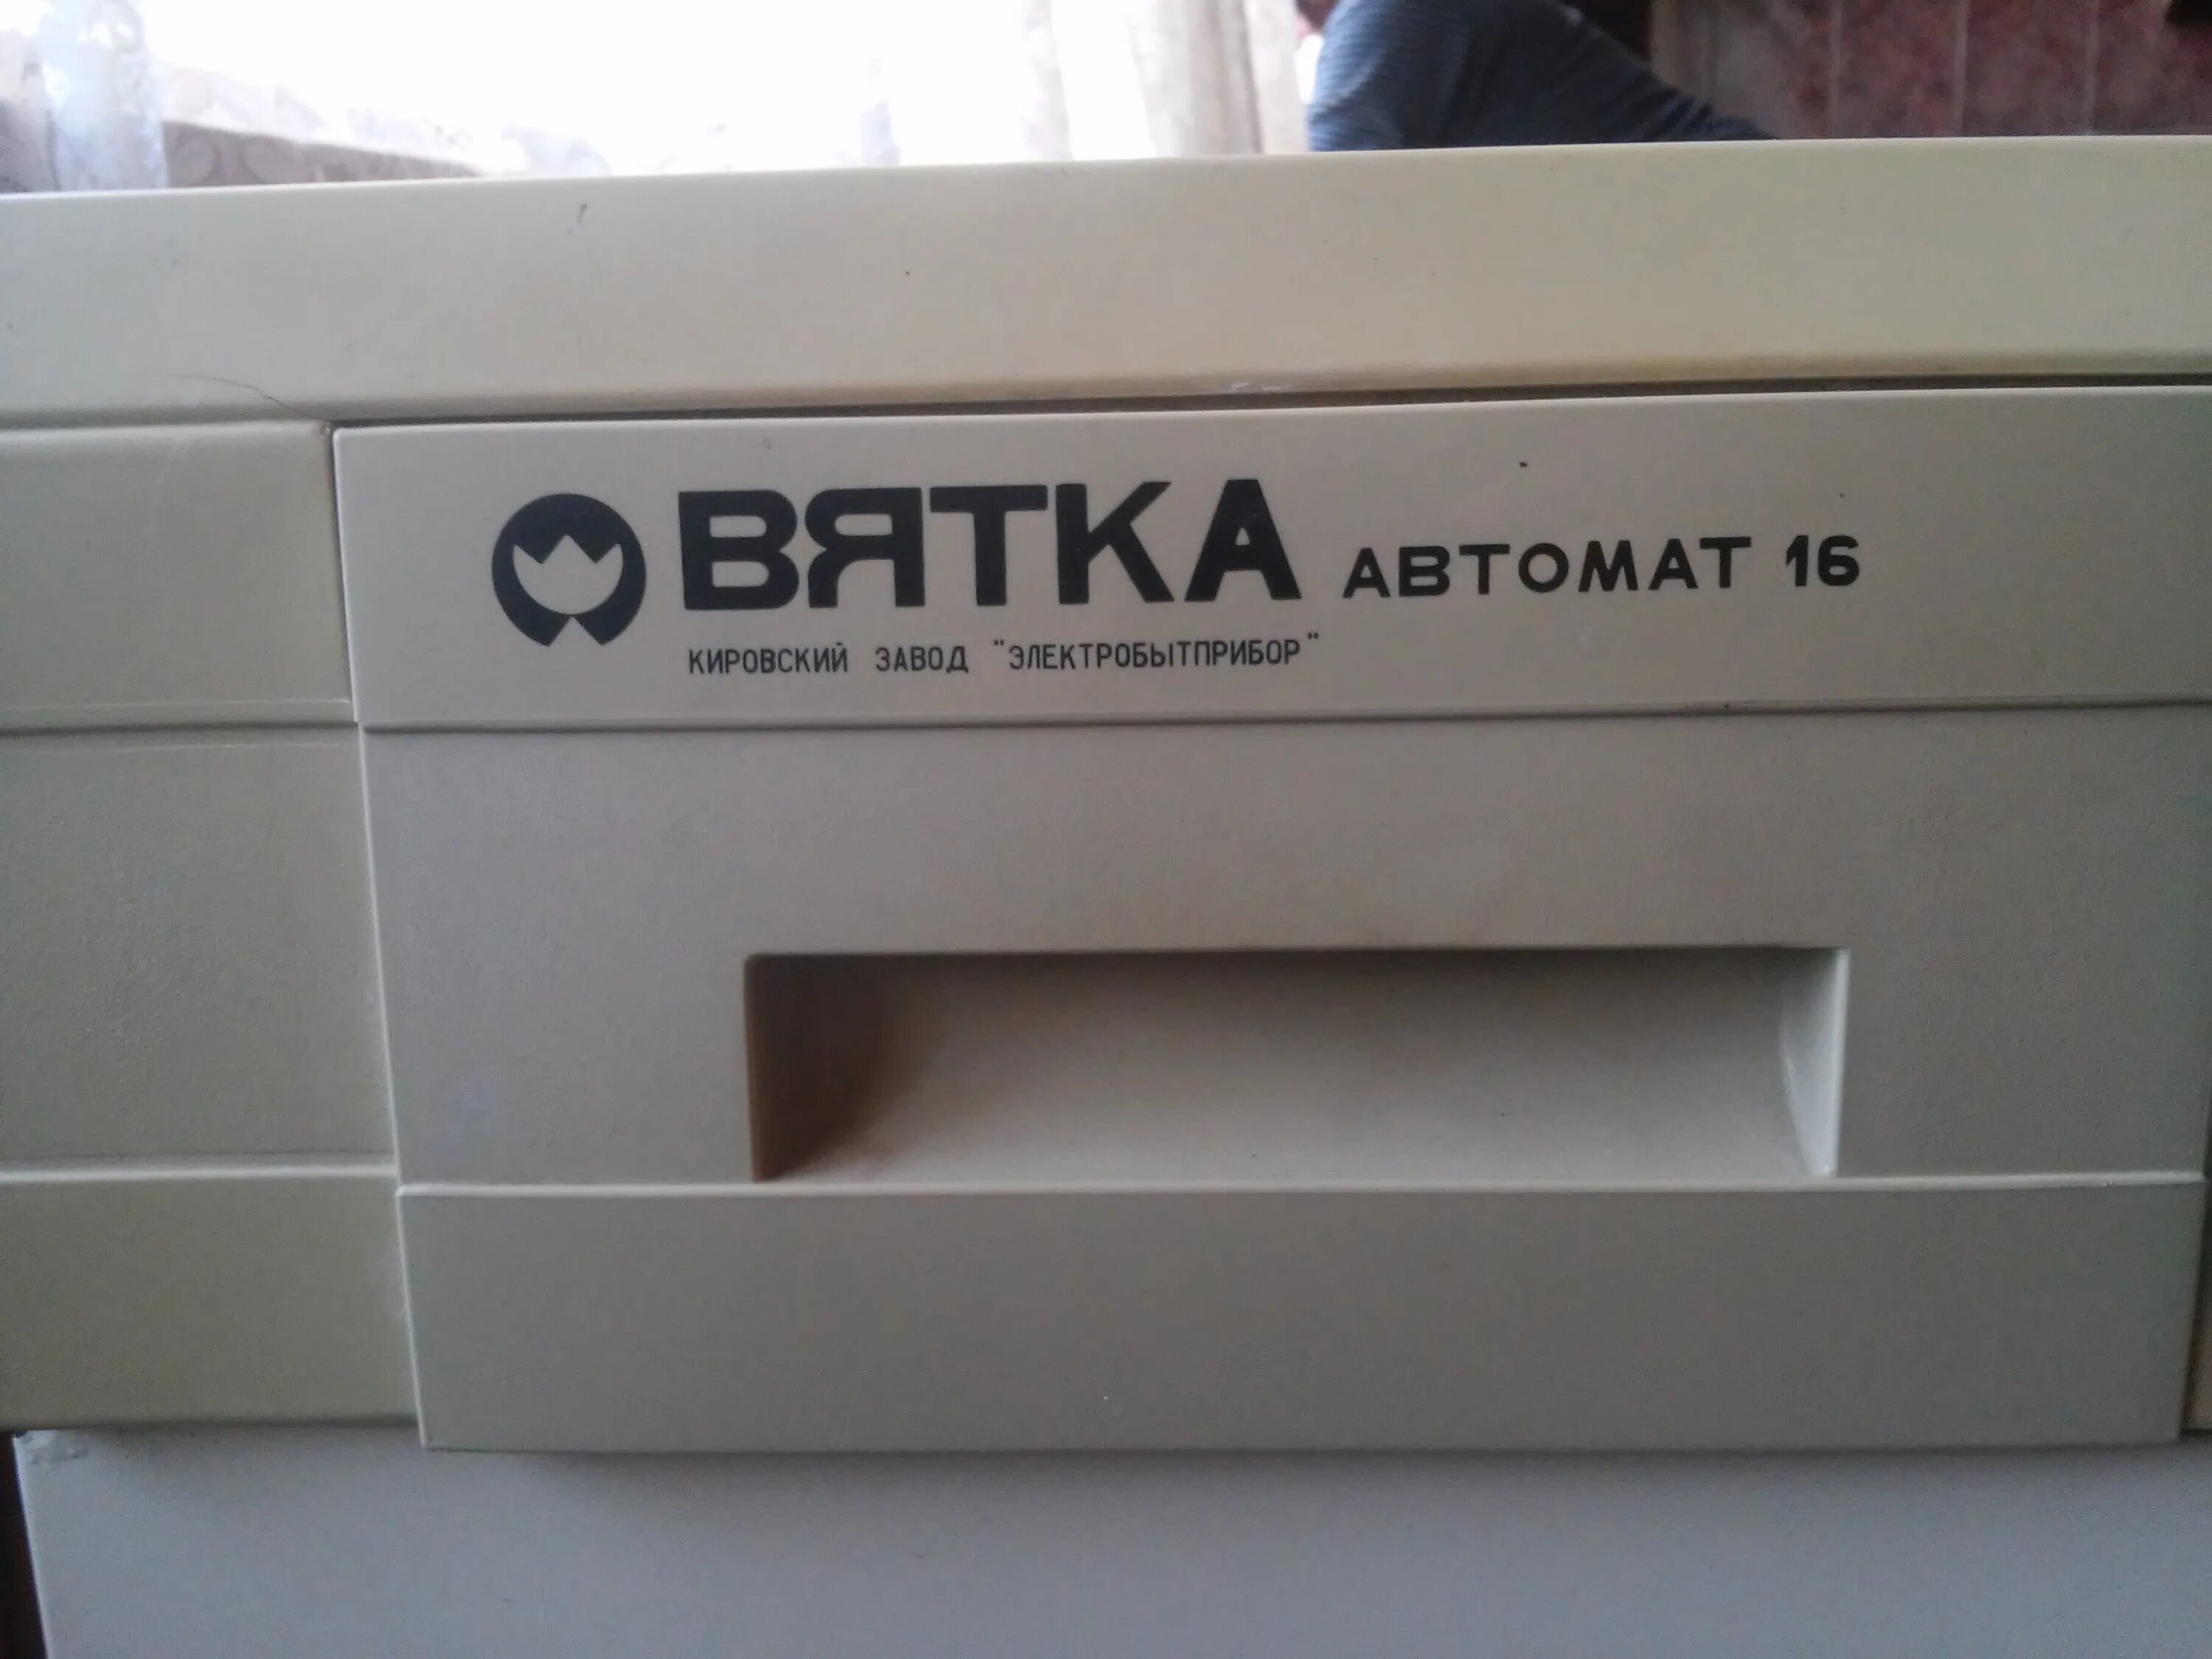 ВЯТКА АВТОМАТ 16
КИРОВСКИЙ ЗАВОД "ЭЛЕКТРОБЫТПРИБОР"